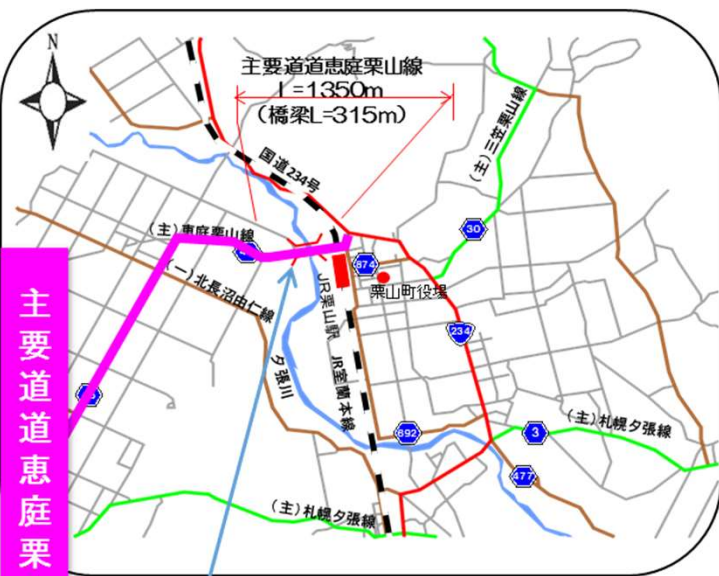 N
主要道道恵庭栗山線
L=1350m
(橋梁L=315m)
国道234号
(主)三笠栗山線
30
(主)恵庭栗山線
874
栗山町役場
(一)北長沼由仁線
JR栗山駅
JR室蘭本線
234
夕張川
892
3
(主)札幌夕張線
477
(主)札幌夕張線
主要道道恵庭栗